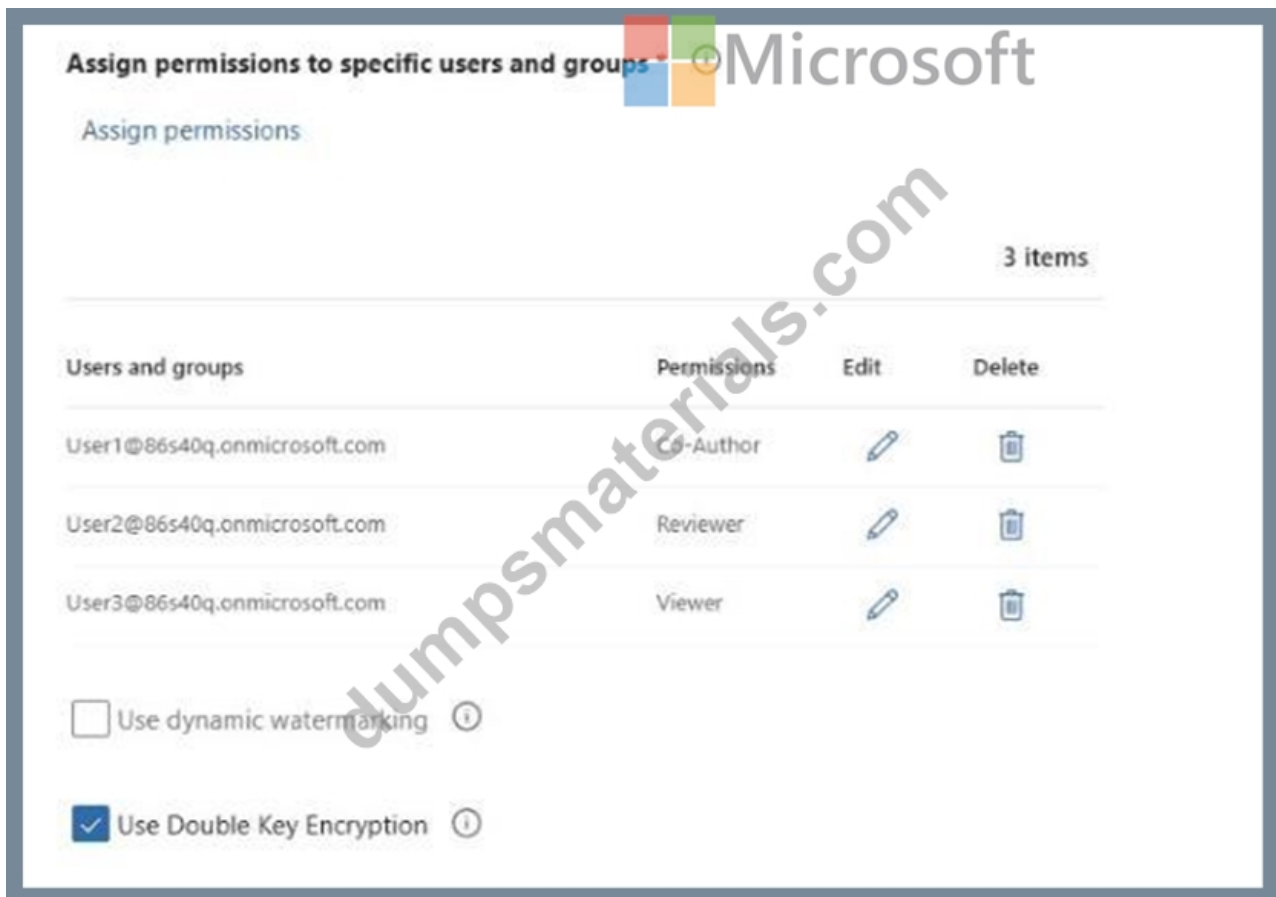 Assign permissions to specific users and groups *
Microsoft
Assign permissions
3 items
Users and groups Permissions Edit Delete
User1@86s40q.onmicrosoft.com Co-Author
User2@86s40q.onmicrosoft.com Reviewer
User3@86s40q.onmicrosoft.com Viewer
Use dynamic watermarking
Use Double Key Encryption
dumpsmaterials.com